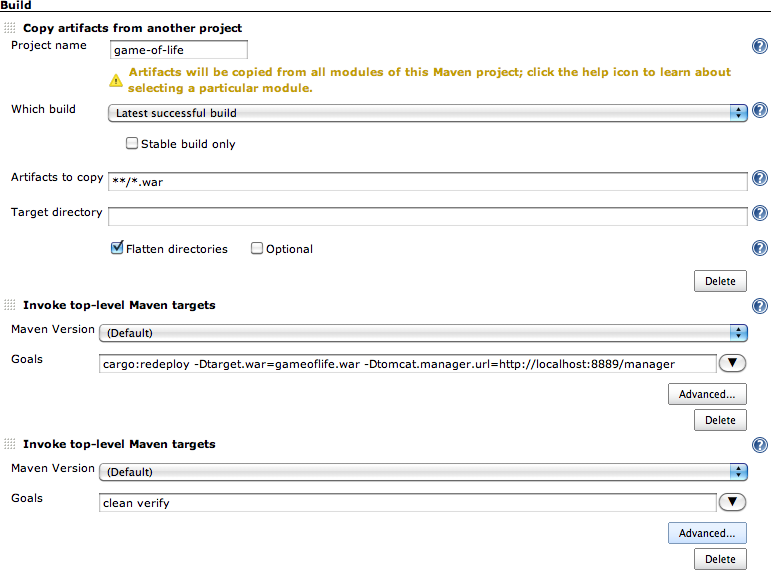 Build
Copy artifacts from another project
Project name
game-of-life
Artifacts will be copied from all modules of this Maven project; click the help icon to learn about
selecting a particular module.
Which build
Latest successful build
Stable build only
Artifacts to copy
**/*.war
Target directory
Flatten directories
Optional
Delete
Invoke top-level Maven targets
Maven Version
(Default)
Goals
cargo:redeploy -Dtarget.war=gameoflife.war -Dtomcat.manager.url=http://localhost:8889/manager
Advanced...
Delete
Invoke top-level Maven targets
Maven Version
(Default)
Goals
clean verify
Advanced...
Delete